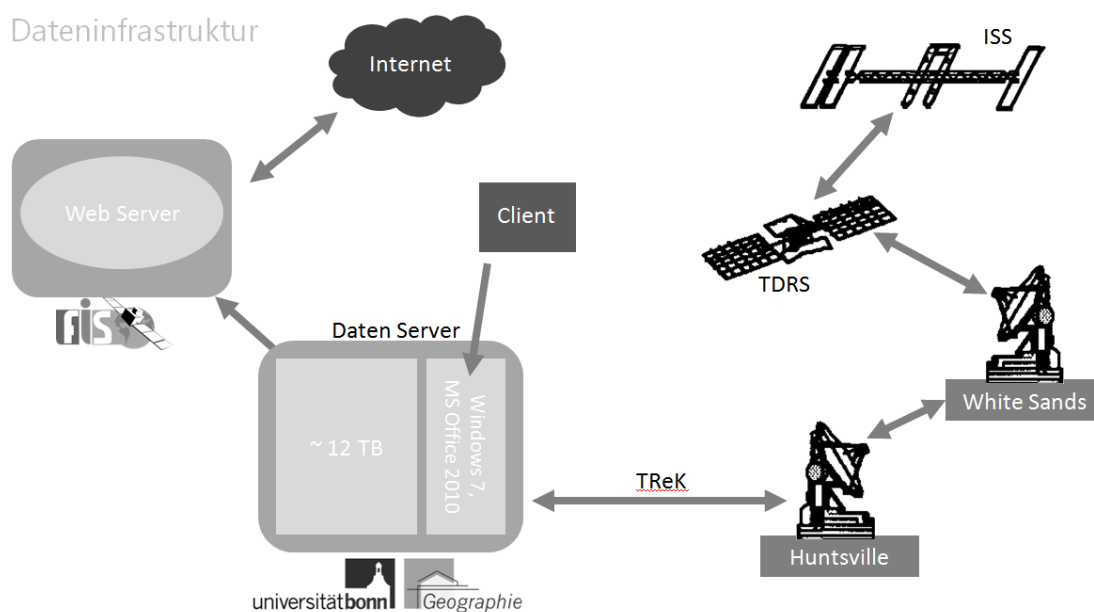 Dateninfrastruktur
Internet
ISS
Web Server
Client
TDRS
FIS
Daten Server
~ 12 TB
Windows 7,
MS Office 2010
White Sands
TReK
Huntsville
universitätbonn
Geographie